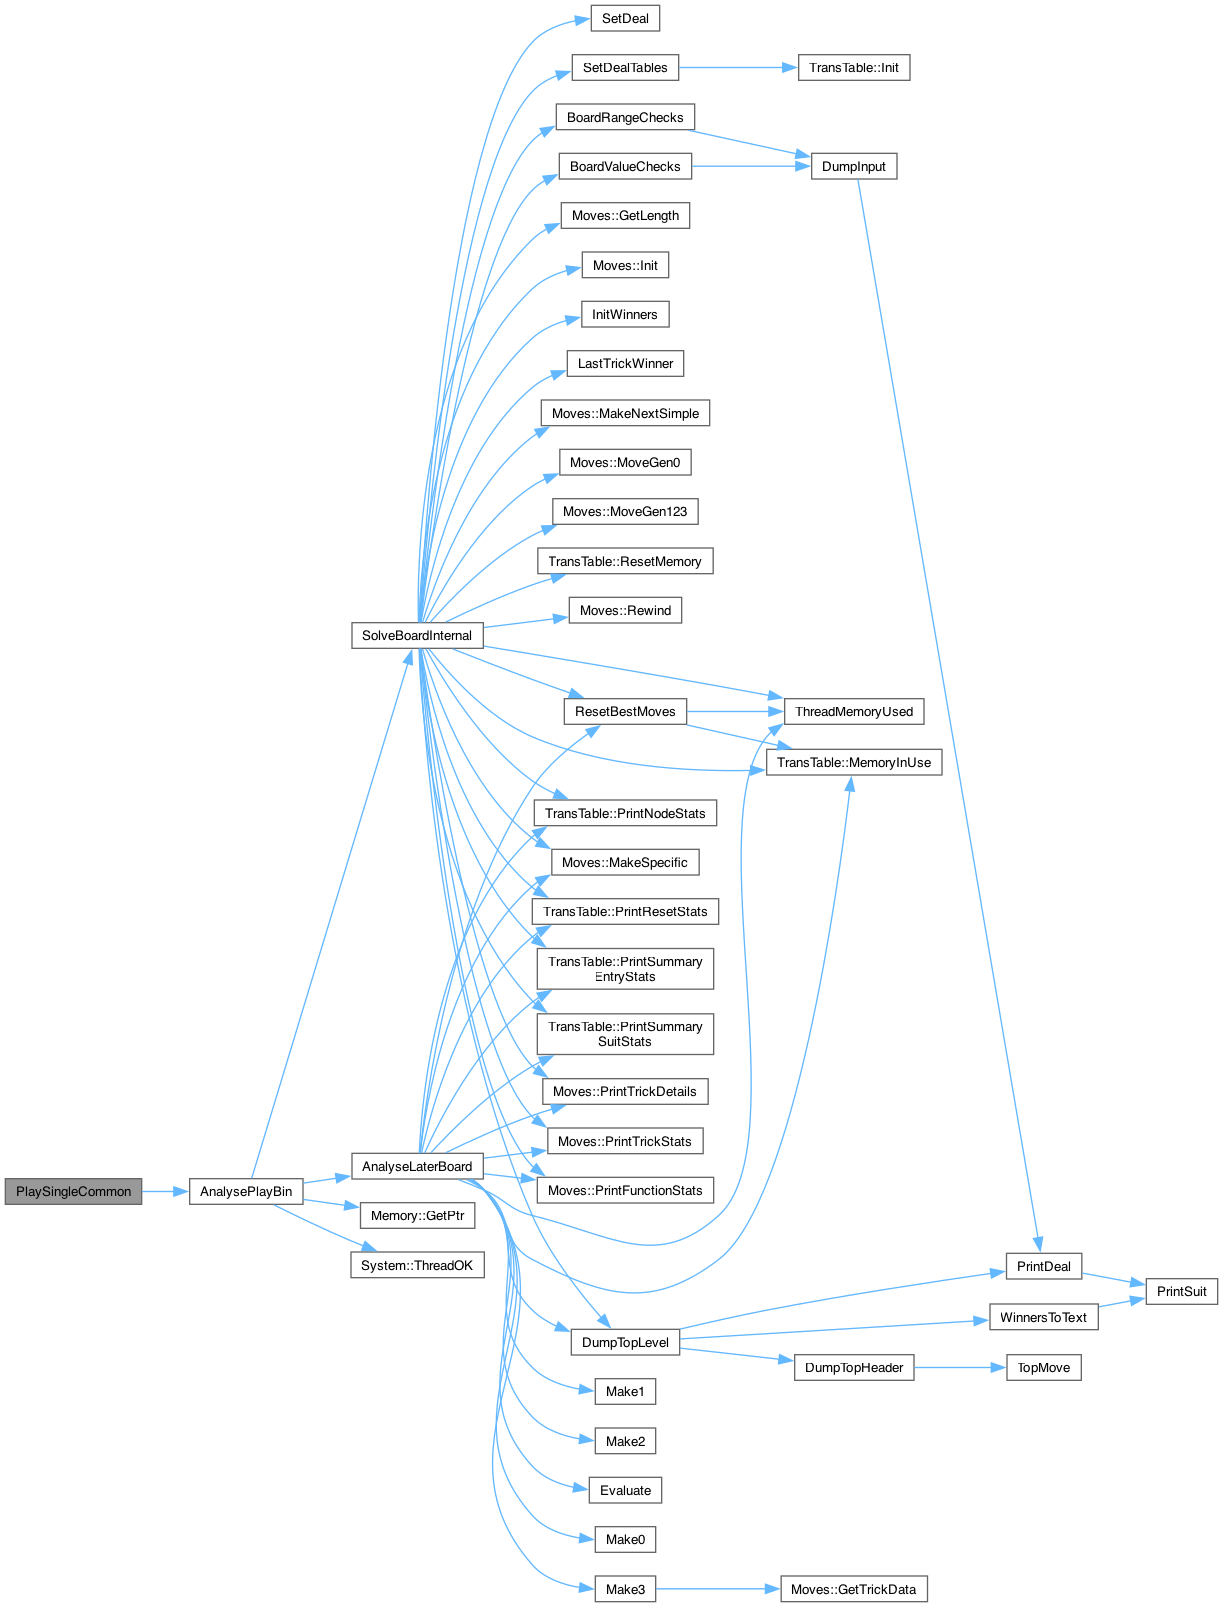 SetDeal
SetDealTables
TransTable::Init
BoardRangeChecks
BoardValueChecks
DumpInput
Moves::GetLength
Moves::Init
InitWinners
LastTrickWinner
Moves::MakeNextSimple
Moves::MoveGen0
Moves::MoveGen123
TransTable::ResetMemory
Moves::Rewind
SolveBoardInternal
ResetBestMoves
ThreadMemoryUsed
TransTable::MemoryInUse
TransTable::PrintNodeStats
Moves::MakeSpecific
TransTable::PrintResetStats
TransTable::PrintSummary
EntryStats
TransTable::PrintSummary
SuitStats
Moves::PrintTrickDetails
Moves::PrintTrickStats
AnalyseLaterBoard
Moves::PrintFunctionStats
PlaySingleCommon
AnalysePlayBin
Memory::GetPtr
System::ThreadOK
PrintDeal
PrintSuit
WinnersToText
DumpTopLevel
DumpTopHeader
TopMove
Make1
Make2
Evaluate
Make0
Make3
Moves::GetTrickData